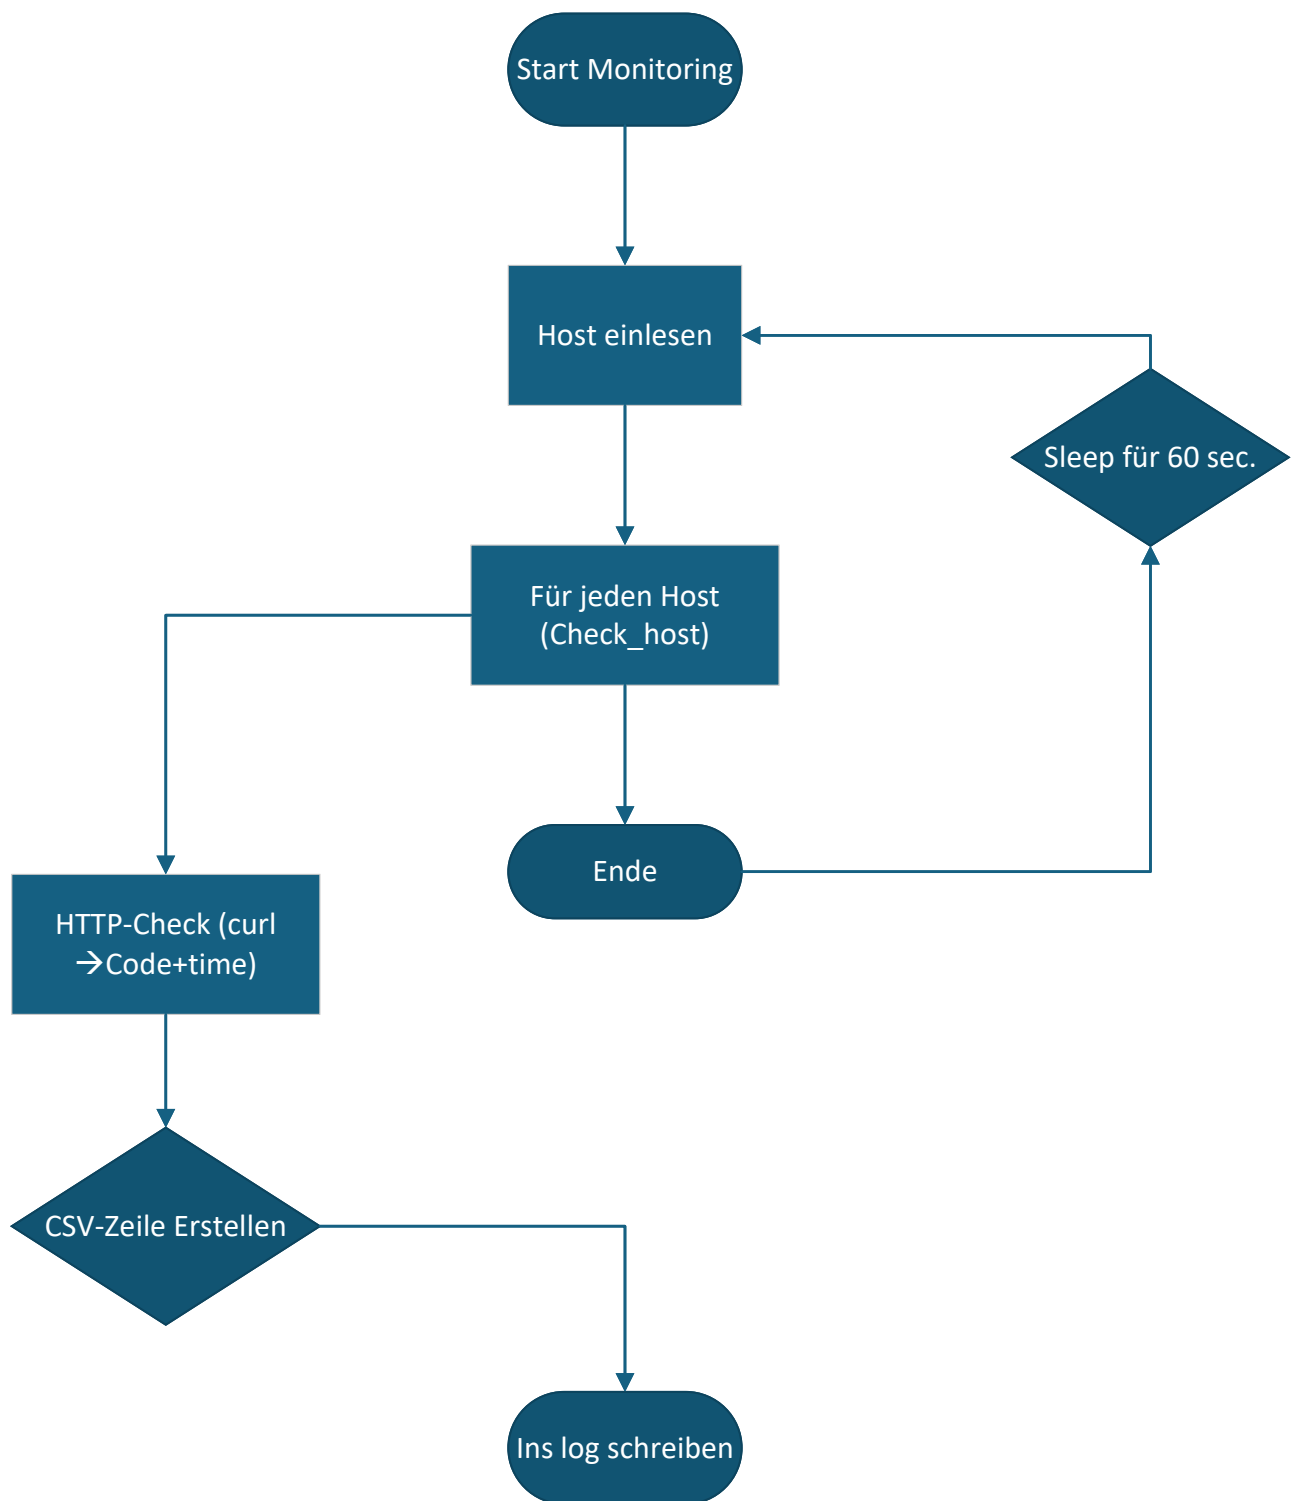 Start Monitoring
Host einlesen
Sleep für 60 sec.
Für jeden Host
(Check_host)
Ende
HTTP-Check (curl
→Code+time)
CSV-Zeile Erstellen
Ins log schreiben